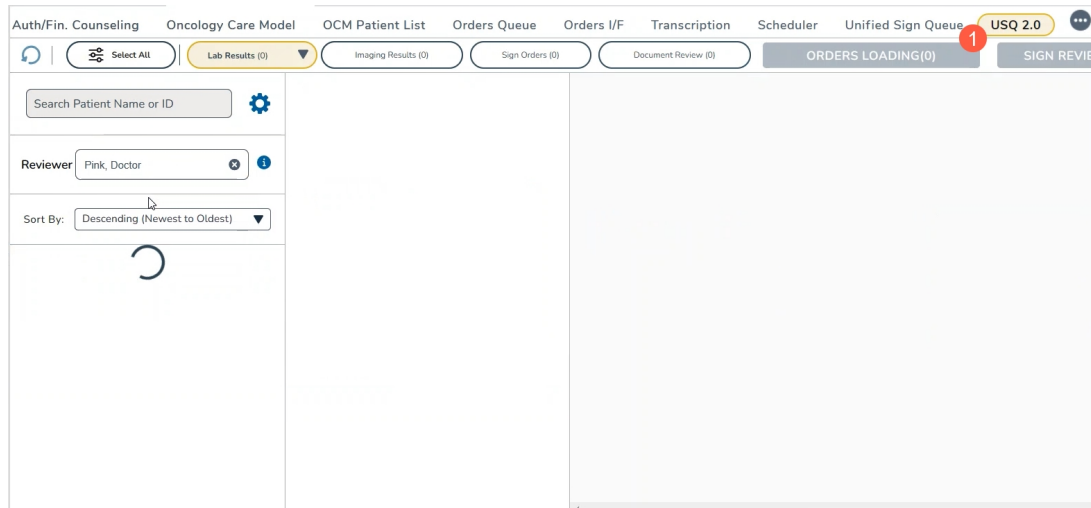 Auth/Fin. Counseling Oncology Care Model OCM Patient List Orders Queue Orders I/F Transcription Scheduler Unified Sign Queue 1 USQ 2.0
Select All Lab Results (0) Imaging Results (0) Sign Orders (0) Document Review (0) ORDERS LOADING(0) SIGN REVIE
Search Patient Name or ID
Reviewer Pink, Doctor
Sort By: Descending (Newest to Oldest)